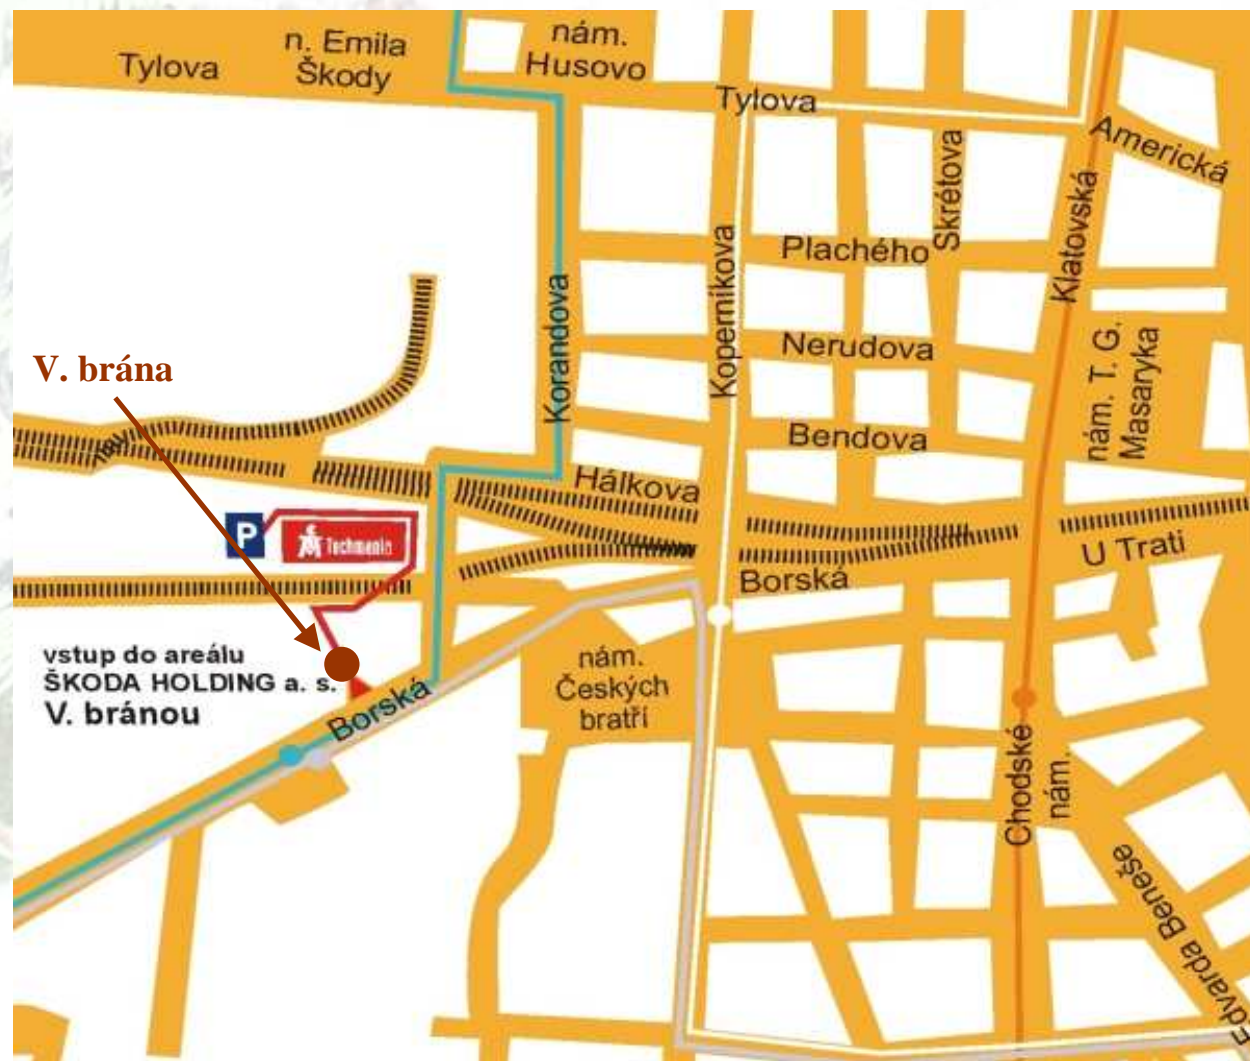 Tylova
n. Emila
Škody
nám.
Husovo
Tylova
Americká
Skrétova
Klatovská
Plachého
Koperníkova
Korandova
Nerudova
nám. T. G.
Masaryka
V. brána
Bendova
Hálkova
P
Techmania
U Trati
Borská
vstup do areálu
ŠKODA HOLDING a. s.
V. bránou
nám.
Českých
bratří
Borská
Chodské
nám.
Edvarda Beneše